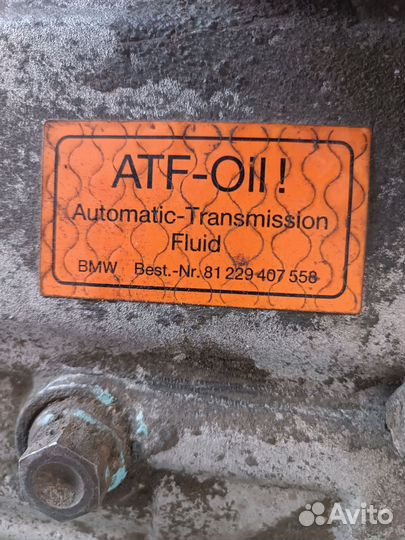 ATF-Oil!
Automatic-Transmission
Fluid
BMW Best.-Nr. 81 229 407 558
Avito